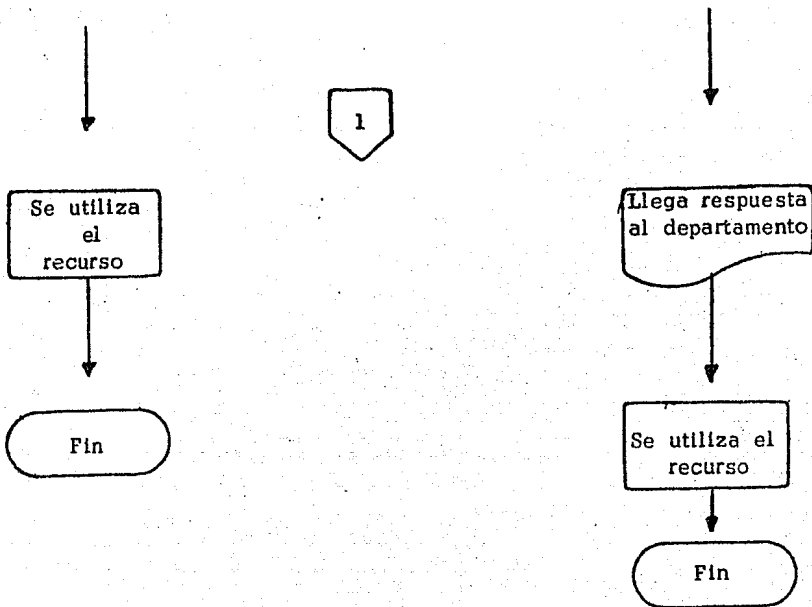 1
Se utiliza
el
recurso
Fin
Llega respuesta
al departamento
Se utiliza el
recurso
Fin